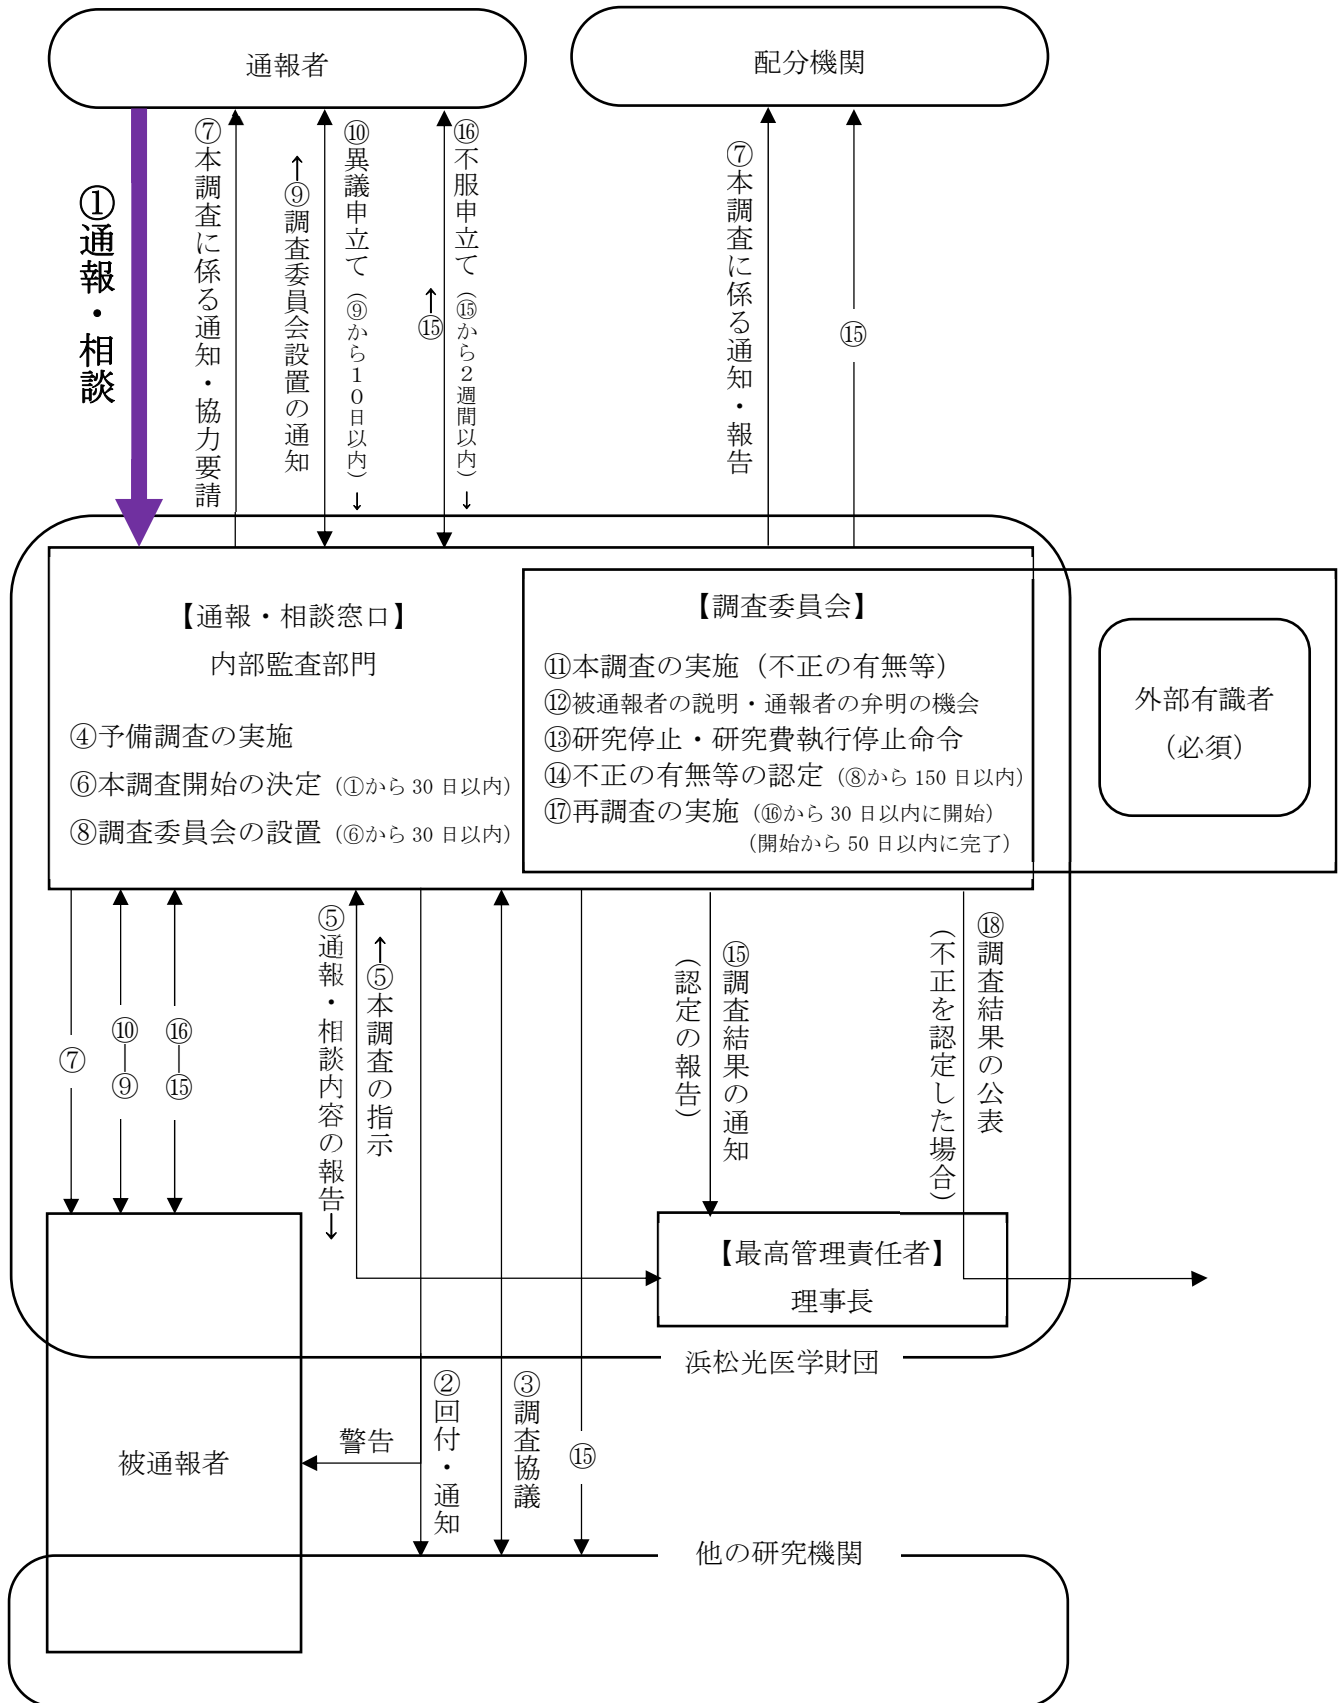 通報者
配分機関
①通報・相談
⑦本調査に係る通知・協力要請
↑⑨調査委員会設置の通知
⑩異議申立て（⑨から10日以内）↓
↑⑮
⑯不服申立て（⑮から2週間以内）↓
⑦本調査に係る通知・報告
⑮
【通報・相談窓口】
内部監査部門
④予備調査の実施
⑥本調査開始の決定（①から 30 日以内）
⑧調査委員会の設置（⑥から 30 日以内）
【調査委員会】
⑪本調査の実施（不正の有無等）
⑫被通報者の説明・通報者の弁明の機会
⑬研究停止・研究費執行停止命令
⑭不正の有無等の認定（⑧から 150 日以内）
⑰再調査の実施（⑯から 30 日以内に開始）
（開始から 50 日以内に完了）
外部有識者
（必須）
⑦
⑩
⑨
⑯
⑮
⑤通報・相談内容の報告↓
↑⑤本調査の指示
⑮調査結果の通知
（認定の報告）
⑱調査結果の公表
（不正を認定した場合）
【最高管理責任者】
理事長
浜松光医学財団
被通報者
警告
②回付・通知
③調査協議
⑮
他の研究機関